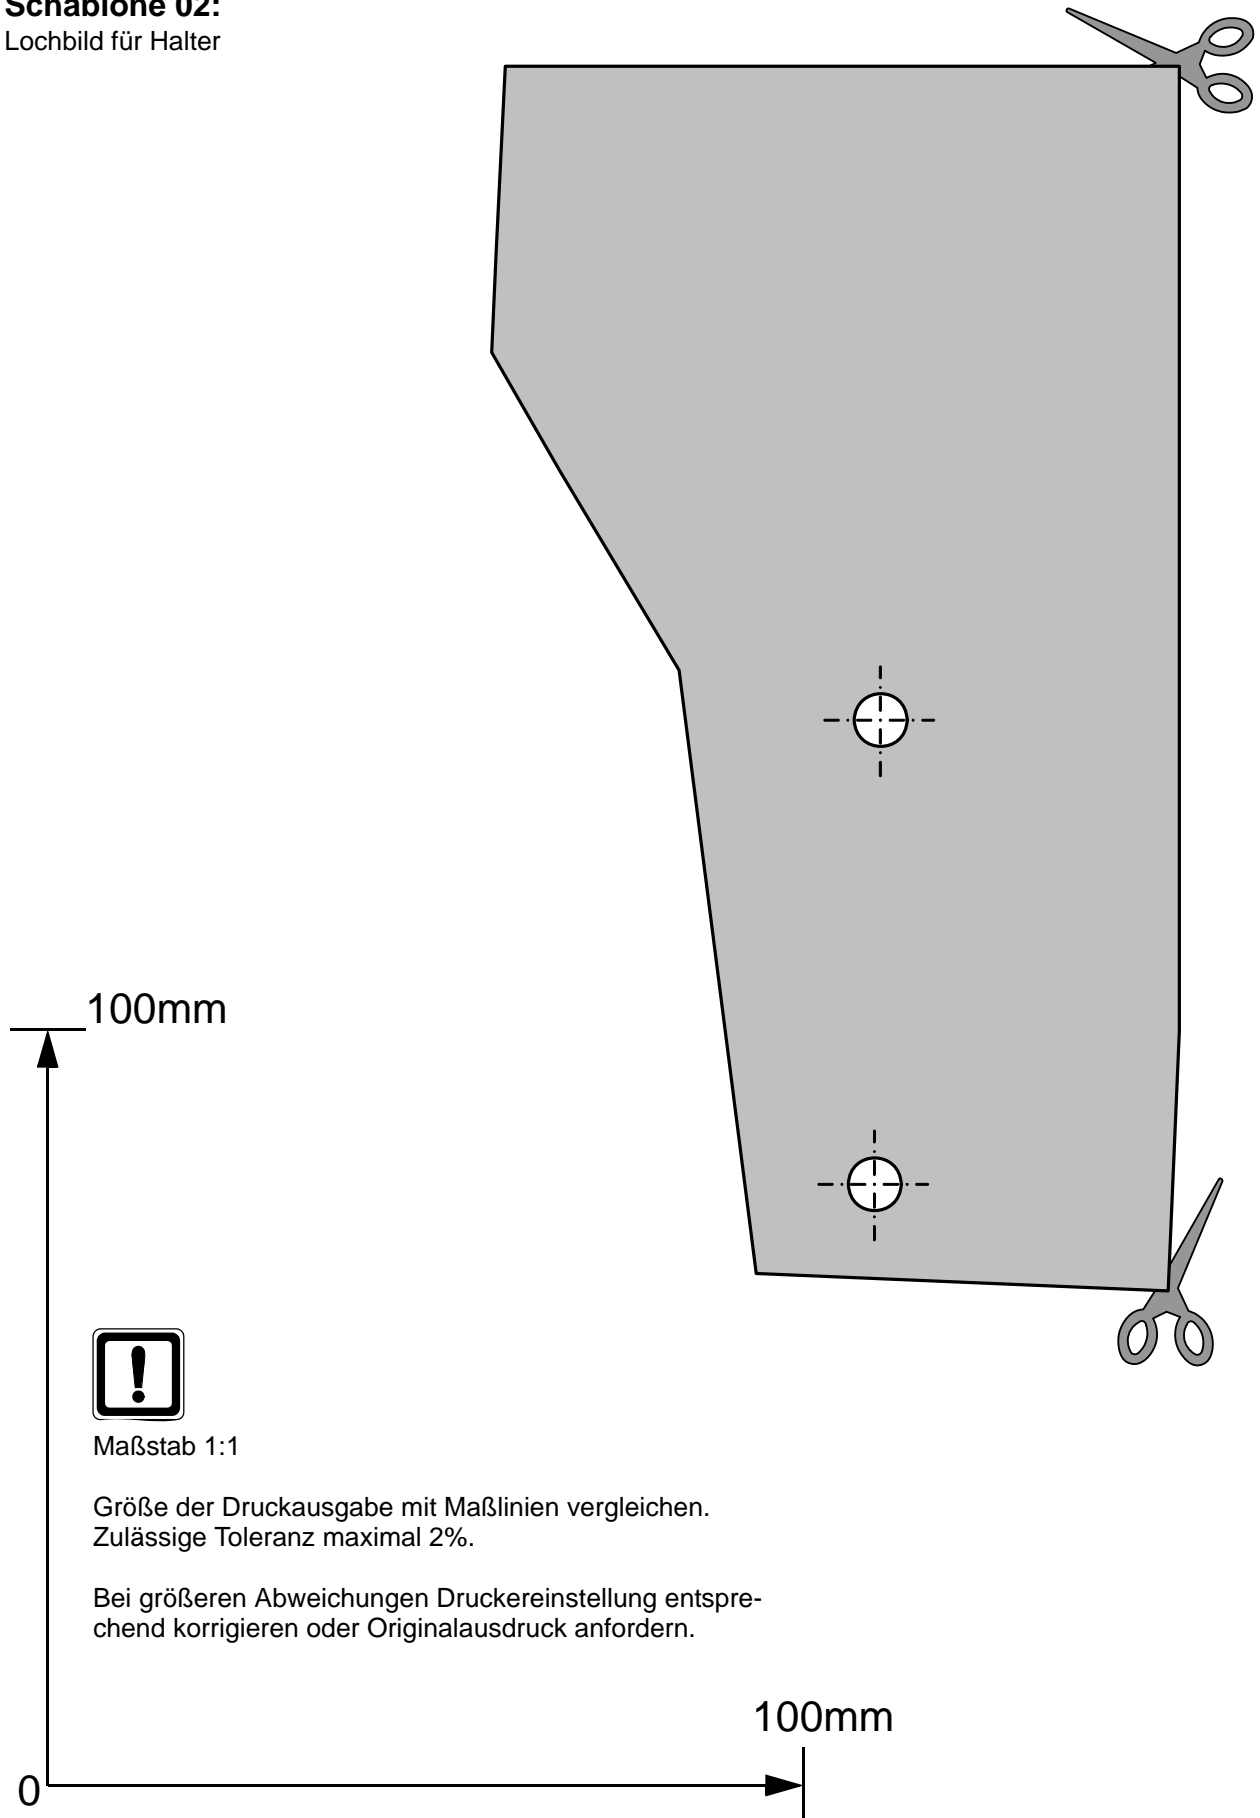 Schablone 02:
Lochbild für Halter
100mm
Maßstab 1:1
Größe der Druckausgabe mit Maßlinien vergleichen.
Zulässige Toleranz maximal 2%.
Bei größeren Abweichungen Druckereinstellung entspre-
chend korrigieren oder Originalausdruck anfordern.
100mm
0